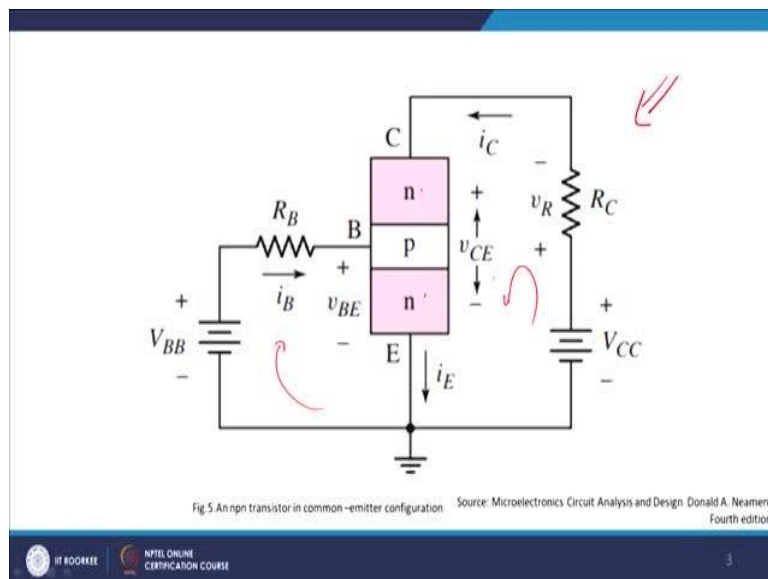 C
i_C
n
R_B
B
+
−
v_R
R_C
p
v_CE
+
+
i_B
v_BE
n
−
+
+
V_BB
−
E
i_E
V_CC
−
−
Fig.5.An npn transistor in common –emitter configuration
Source: Microelectronics Circuit Analysis and Design Donald A. Neamen
Fourth edition
IIT ROORKEE
NPTEL ONLINE
CERTIFICATION COURSE
3